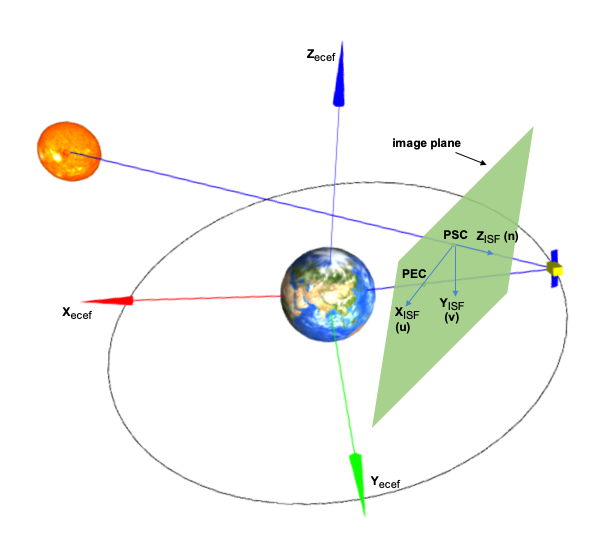 Zecef
image plane
PSC
ZISF (n)
PEC
XISF
(u)
YISF
(v)
Xecef
Yecef